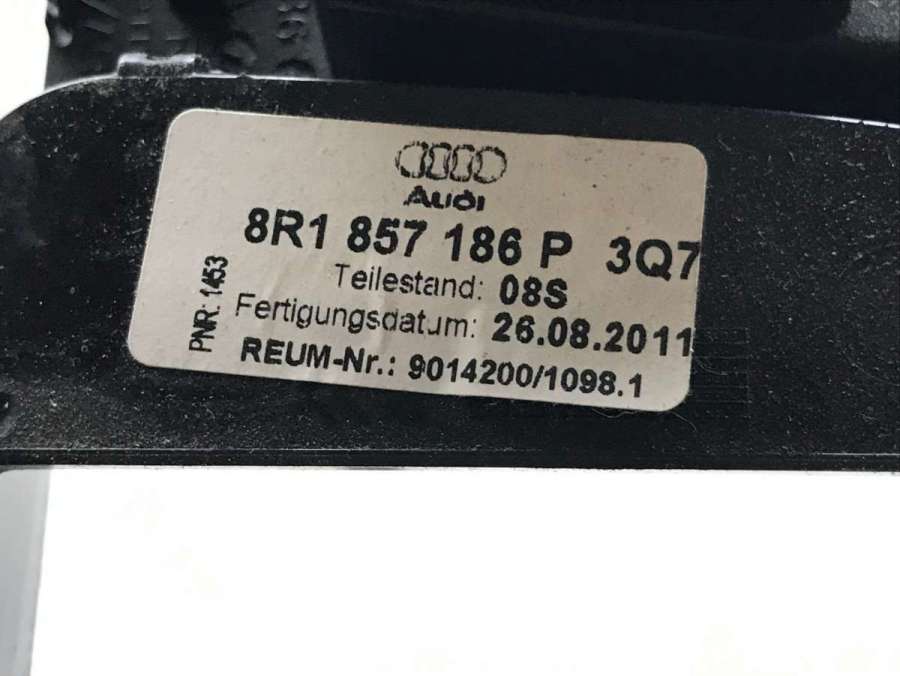 Audi
8R1 857 186 P 3Q7
Teilestand: 08S
Fertigungsdatum: 26.08.2011
REUM-Nr.: 9014200/1098.1
PNR: 1453